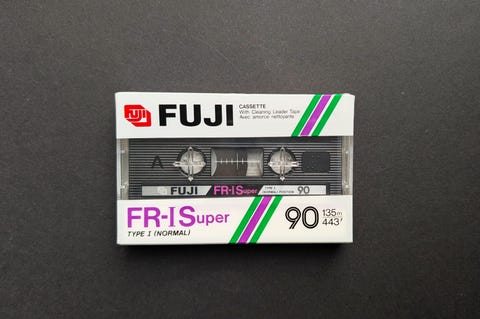 FUJI
FUJI
CASSETTE
With Cleaning Leader Tape
Avec amorce nettoyante
A
FUJI
FR-I Super
TYPE I
(NORMAL) POSITION
90
FR-I Super
TYPE I (NORMAL)
90
135m
443'